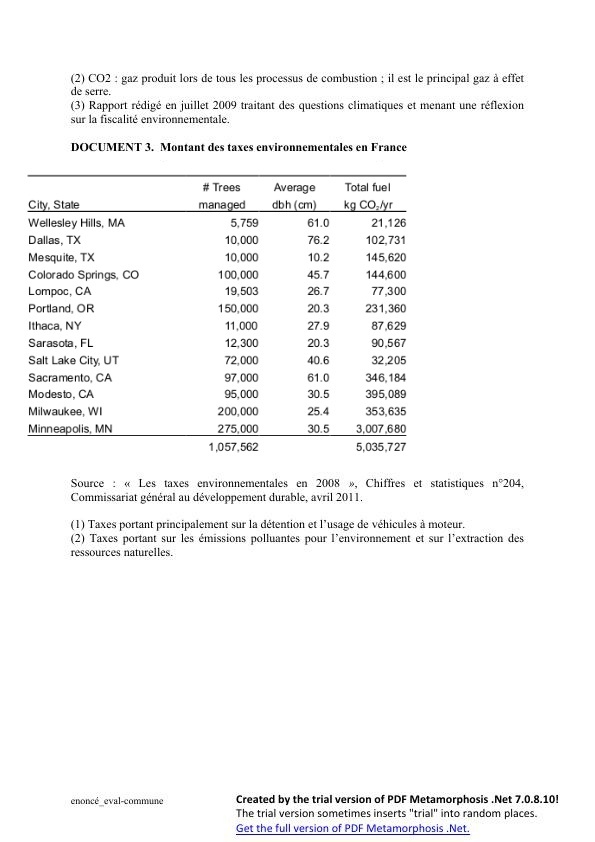 (2) CO2 : gaz produit lors de tous les processus de combustion ; il est le principal gaz à effet
de serre.
(3) Rapport rédigé en juillet 2009 traitant des questions climatiques et menant une réflexion
sur la fiscalité environnementale.
DOCUMENT 3. Montant des taxes environnementales en France
# Trees Average Total fuel
City, State managed dbh (cm) kg CO2/yr
Wellesley Hills, MA 5,759 61.0 21,126
Dallas, TX 10,000 76.2 102,731
Mesquite, TX 10,000 10.2 145,620
Colorado Springs, CO 100,000 45.7 144,600
Lompoc, CA 19,503 26.7 77,300
Portland, OR 150,000 20.3 231,360
Ithaca, NY 11,000 27.9 87,629
Sarasota, FL 12,300 20.3 90,567
Salt Lake City, UT 72,000 40.6 32,205
Sacramento, CA 97,000 61.0 346,184
Modesto, CA 95,000 30.5 395,089
Milwaukee, WI 200,000 25.4 353,635
Minneapolis, MN 275,000 30.5 3,007,680
1,057,562 5,035,727
Source : « Les taxes environnementales en 2008 », Chiffres et statistiques n°204,
Commissariat général au développement durable, avril 2011.
(1) Taxes portant principalement sur la détention et l’usage de véhicules à moteur.
(2) Taxes portant sur les émissions polluantes pour l’environnement et sur l’extraction des
ressources naturelles.
enoncé_eval-commune
Created by the trial version of PDF Metamorphosis .Net 7.0.8.10!
The trial version sometimes inserts "trial" into random places.
Get the full version of PDF Metamorphosis .Net.